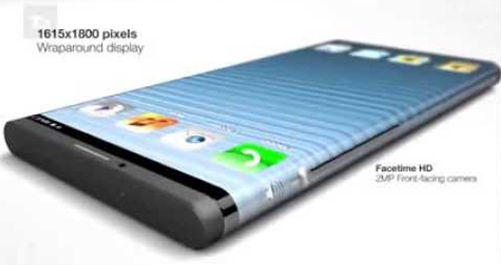 1615x1800 pixels
Wraparound display
Facetime HD
2MP Front-facing camera